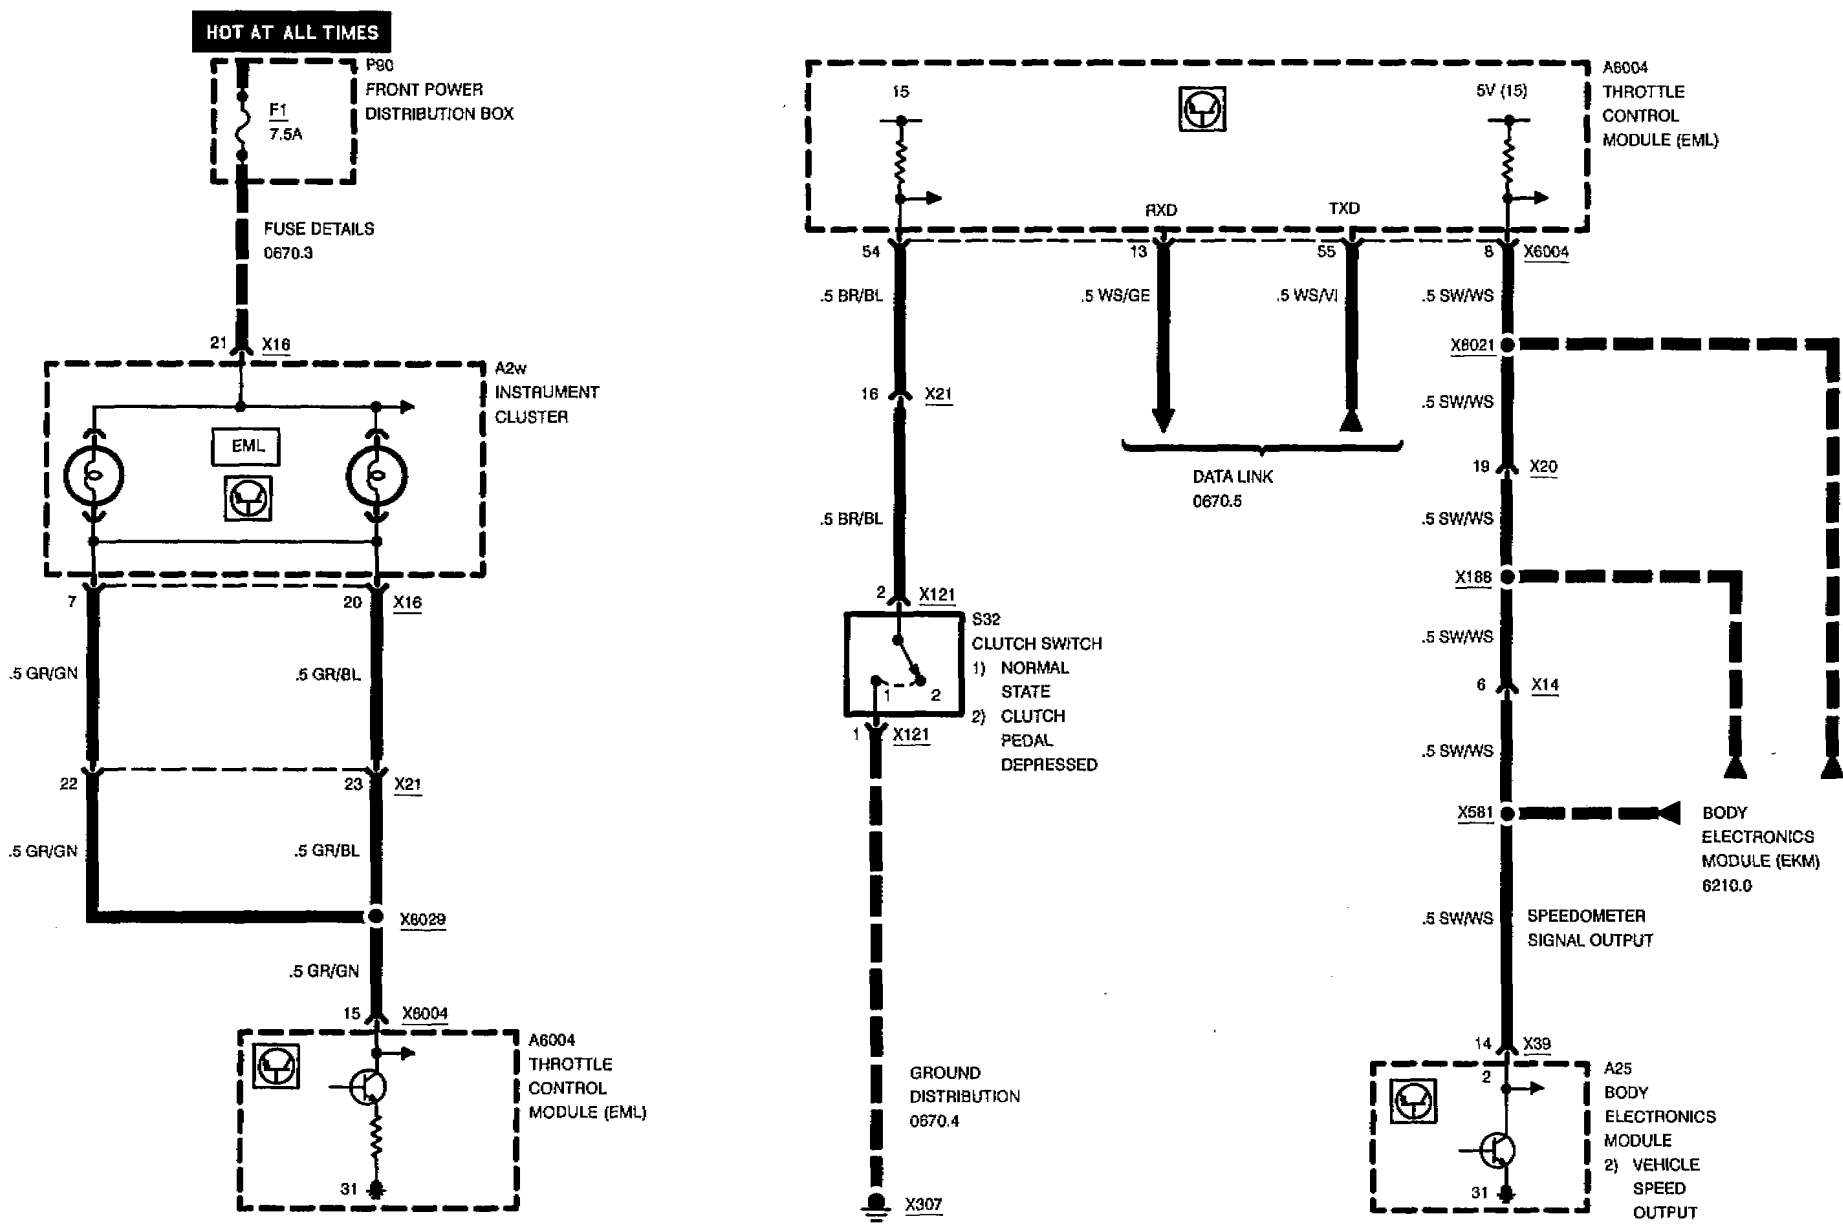 HOT AT ALL TIMES
P90
FRONT POWER
DISTRIBUTION BOX
F1
7.5A
FUSE DETAILS
0670.3
21
X16
A2w
INSTRUMENT
CLUSTER
EML
7
20
X16
.5 GR/GN
.5 GR/BL
22
23
X21
.5 GR/GN
.5 GR/BL
X8029
.5 GR/GN
15
X6004
A6004
THROTTLE
CONTROL
MODULE (EML)
31
A6004
THROTTLE
CONTROL
MODULE (EML)
15
5V (15)
RXD
TXD
54
13
55
8
X6004
.5 BR/BL
.5 WS/GE
.5 WS/VI
.5 SW/WS
X8021
16
X21
.5 SW/WS
DATA LINK
0670.5
19
X20
.5 BR/BL
.5 SW/WS
X188
2
X121
S32
CLUTCH SWITCH
1) NORMAL
STATE
2) CLUTCH
PEDAL
DEPRESSED
1
2
1
X121
.5 SW/WS
6
X14
.5 SW/WS
X581
BODY
ELECTRONICS
MODULE (EKM)
6210.0
.5 SW/WS
SPEEDOMETER
SIGNAL OUTPUT
GROUND
DISTRIBUTION
0670.4
X307
14
X39
2
A25
BODY
ELECTRONICS
MODULE
2) VEHICLE
SPEED
OUTPUT
31